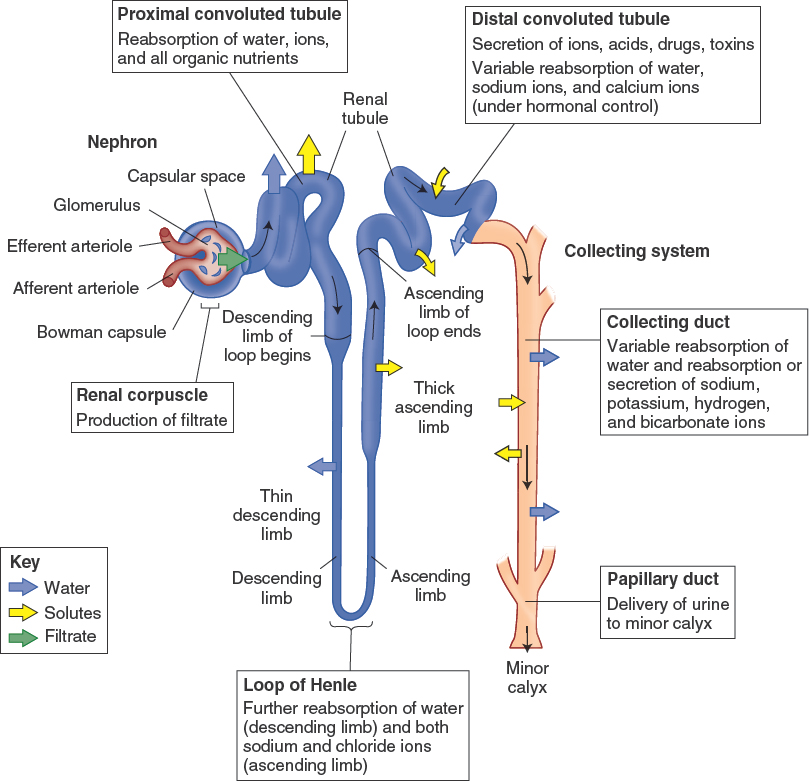 Proximal convoluted tubule
Reabsorption of water, ions,
and all organic nutrients
Distal convoluted tubule
Secretion of ions, acids, drugs, toxins
Variable reabsorption of water,
sodium ions, and calcium ions
(under hormonal control)
Renal
tubule
Nephron
Capsular space
Glomerulus
Efferent arteriole
Afferent arteriole
Bowman capsule
Renal corpuscle
Production of filtrate
Descending
limb of
loop begins
Ascending
limb of
loop ends
Thick
ascending
limb
Collecting system
Collecting duct
Variable reabsorption of
water and reabsorption or
secretion of sodium,
potassium, hydrogen,
and bicarbonate ions
Thin
descending
limb
Descending
limb
Ascending
limb
Key
Water
Solutes
Filtrate
Papillary duct
Delivery of urine
to minor calyx
Minor
calyx
Loop of Henle
Further reabsorption of water
(descending limb) and both
sodium and chloride ions
(ascending limb)